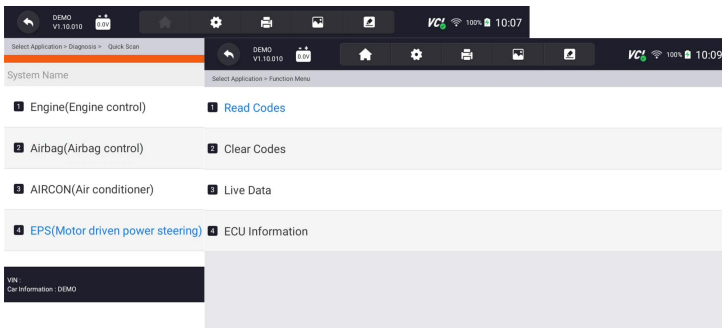 DEMO
V1.10.010
0.0V
VCI 100% 10:07
Select Application > Diagnosis > Quick Scan
System Name
1 Engine(Engine control)
2 Airbag(Airbag control)
3 AIRCON(Air conditioner)
4 EPS(Motor driven power steering)
VIN :
Car Information : DEMO
DEMO
V1.10.010
0.0V
VCI 100% 10:09
Select Application > Function Menu
1 Read Codes
2 Clear Codes
3 Live Data
4 ECU Information